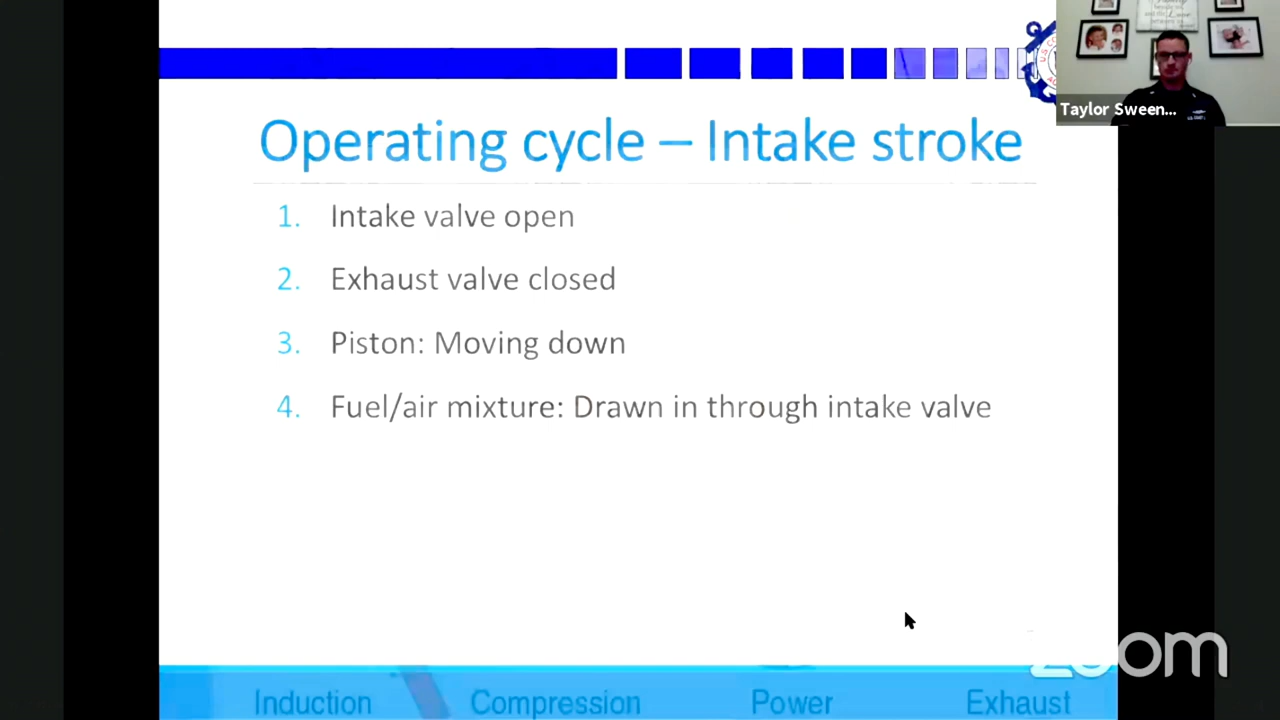 Operating cycle – Intake stroke
1. Intake valve open
2. Exhaust valve closed
3. Piston: Moving down
4. Fuel/air mixture: Drawn in through intake valve
Taylor Sween...
zoom
Induction Compression Power Exhaust